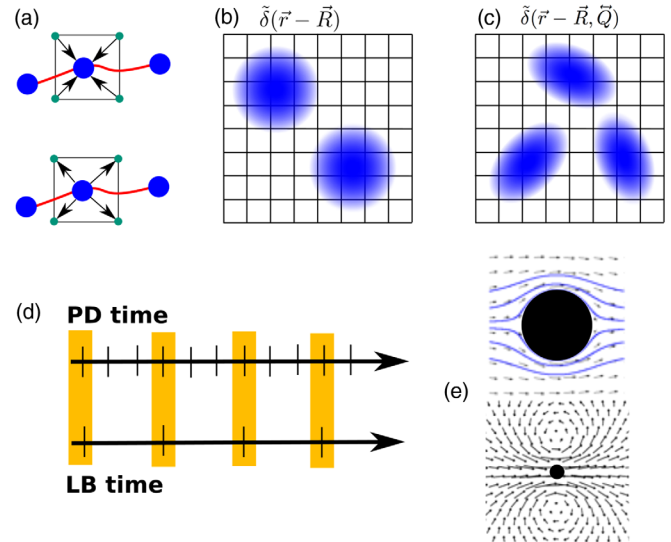 (a)
(b)
δ̃(r⃗ − R⃗)
(c)
δ̃(r⃗ − R⃗, Q⃡)
(d)
PD time
LB time
(e)